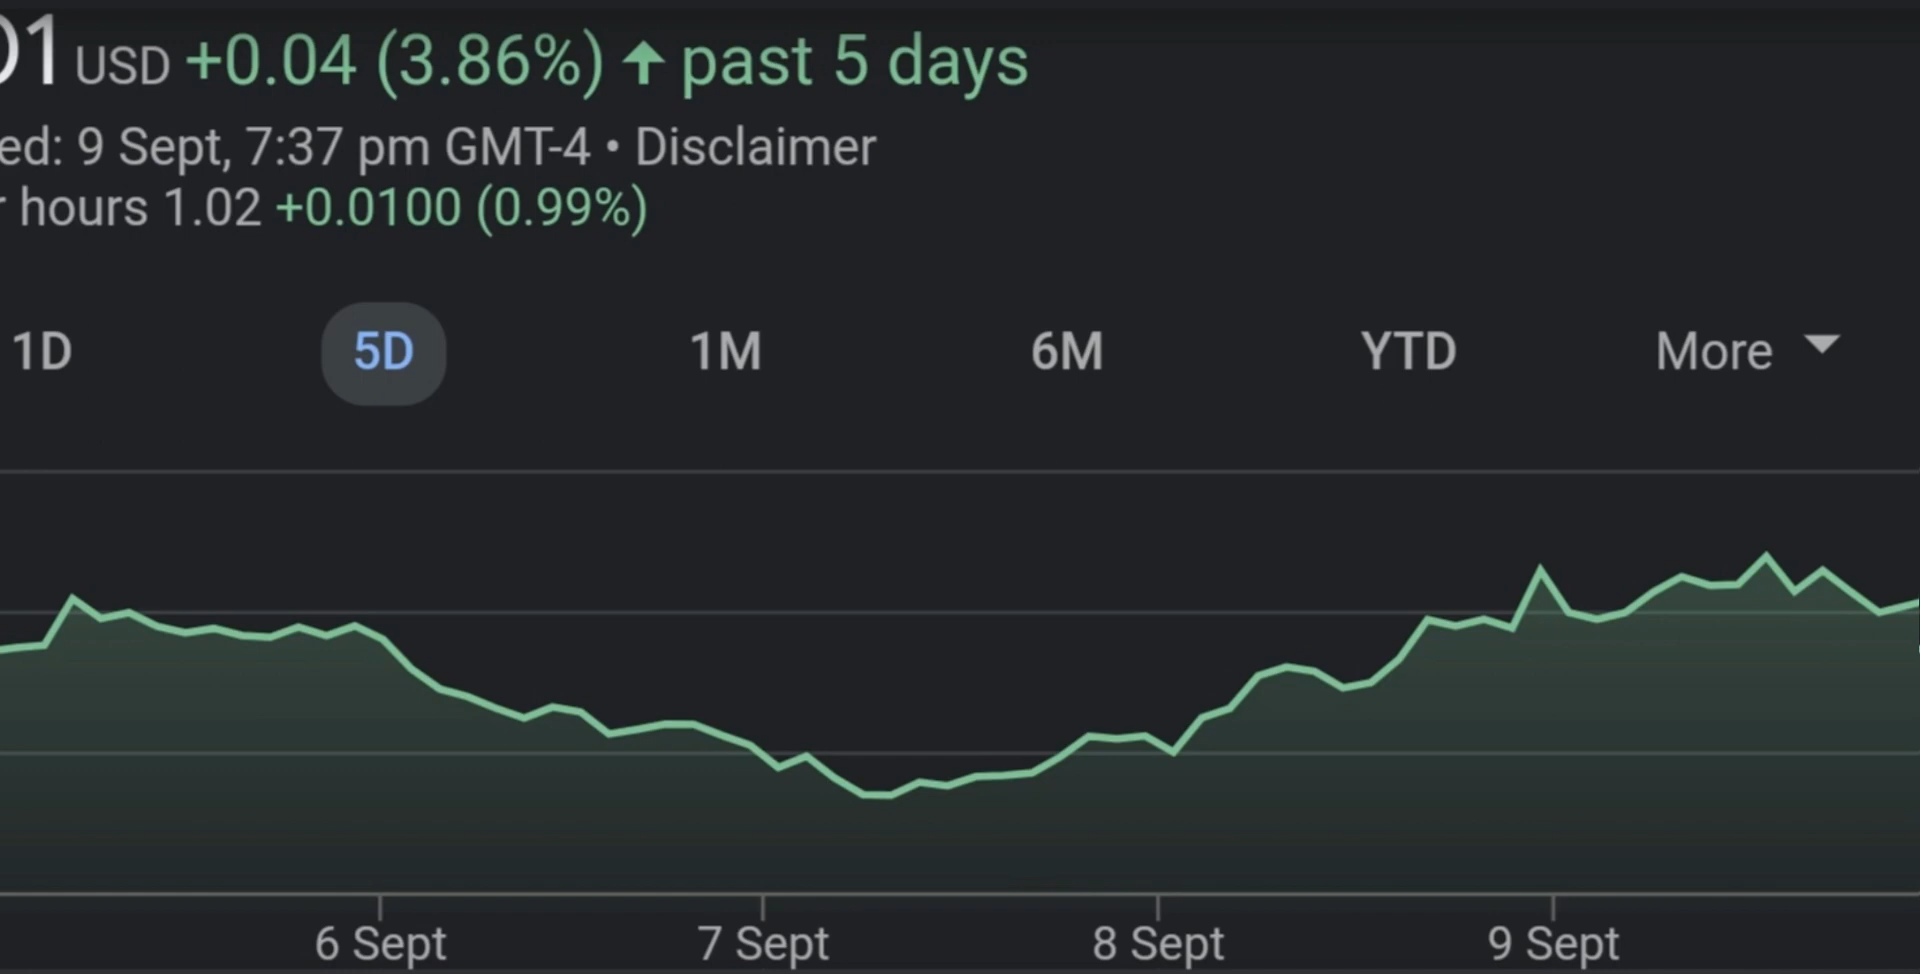 01 USD +0.04 (3.86%) ↑ past 5 days
ed: 9 Sept, 7:37 pm GMT-4 • Disclaimer
r hours 1.02 +0.0100 (0.99%)
1D 5D 1M 6M YTD More
6 Sept 7 Sept 8 Sept 9 Sept